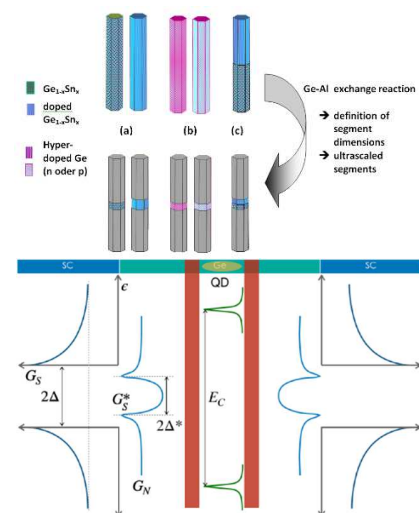 Ge1-xSnx
doped
Ge1-xSnx
Hyper-
doped Ge
(n oder p)
(a)
(b)
(c)
Ge-Al exchange reaction
→ definition of
segment
dimensions
→ ultrascaled
segments
SC
Ge
SC
QD
ϵ
GS
2Δ
G*S
2Δ*
GN
EC